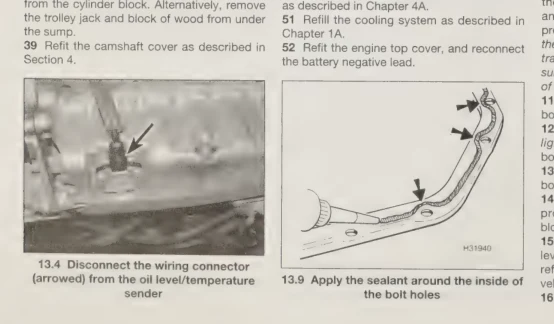 from the cylinder block. Alternatively, remove
the trolley jack and block of wood from under
the sump.
39 Refit the camshaft cover as described in
Section 4.
13.4 Disconnect the wiring connector
(arrowed) from the oil level/temperature
sender
as described in Chapter 4A.
51 Refill the cooling system as described in
Chapter 1A.
52 Refit the engine top cover, and reconnect
the battery negative lead.
H31940
13.9 Apply the sealant around the inside of
the bolt holes
of
11
12
13
14
15
16